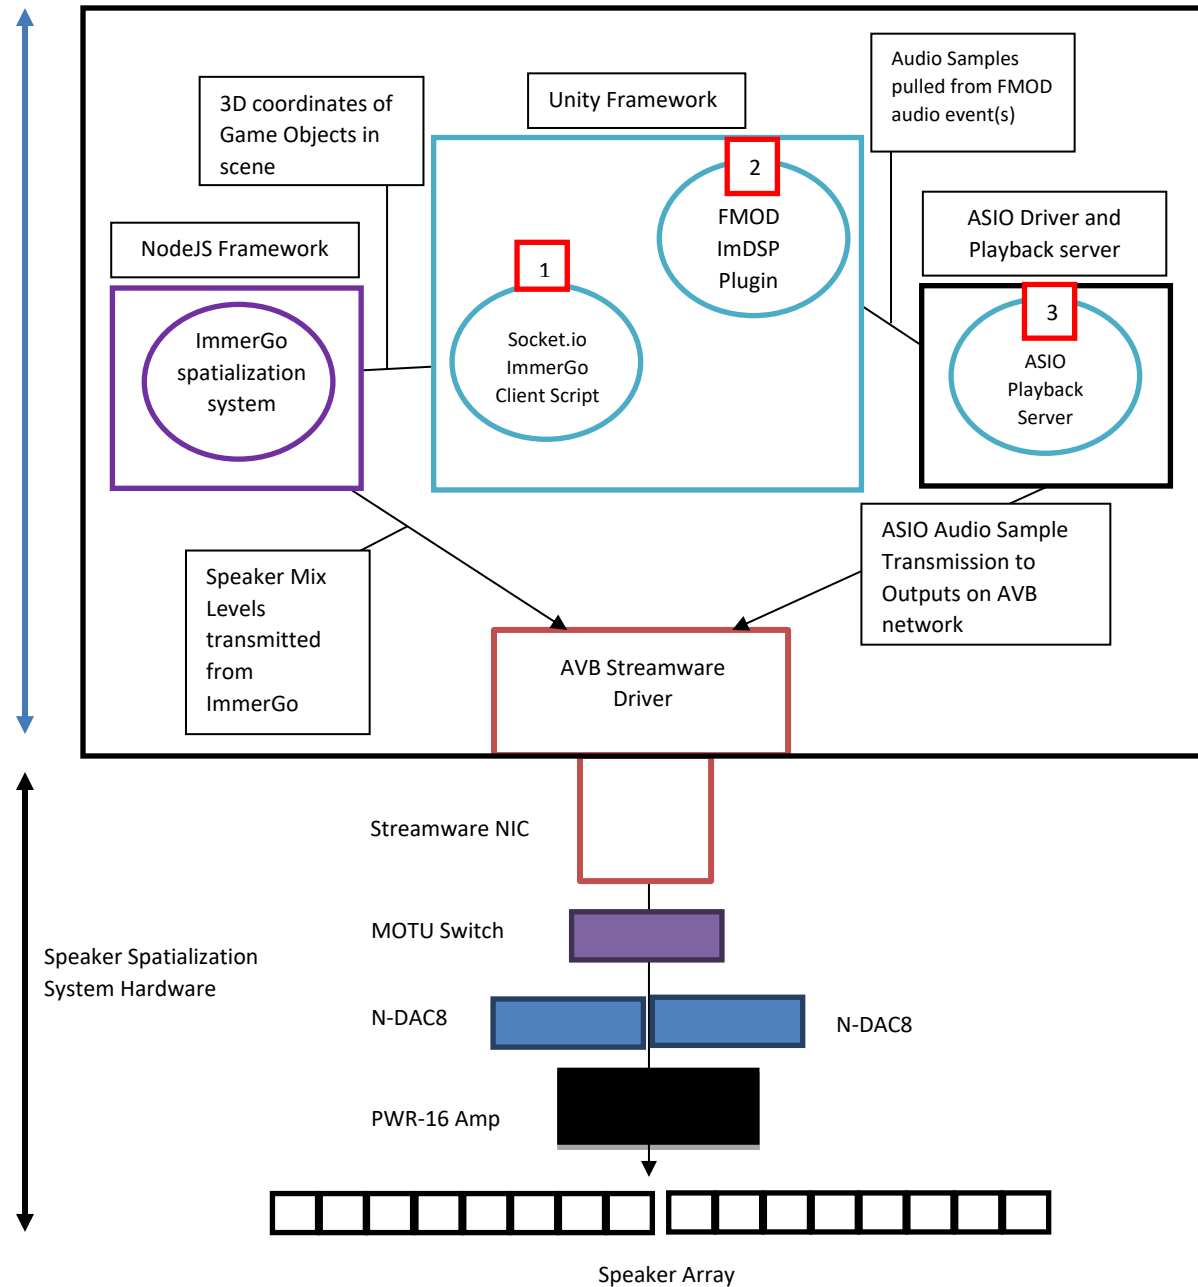 3D coordinates of
Game Objects in
scene
Unity Framework
Audio Samples
pulled from FMOD
audio event(s)
NodeJS Framework
ASIO Driver and
Playback server
1
2
3
ImmerGo
spatialization
system
Socket.io
ImmerGo
Client Script
FMOD
ImDSP
Plugin
ASIO
Playback
Server
Speaker Mix
Levels
transmitted
from
ImmerGo
ASIO Audio Sample
Transmission to
Outputs on AVB
network
AVB Streamware
Driver
Streamware NIC
MOTU Switch
Speaker Spatialization
System Hardware
N-DAC8
N-DAC8
PWR-16 Amp
Speaker Array